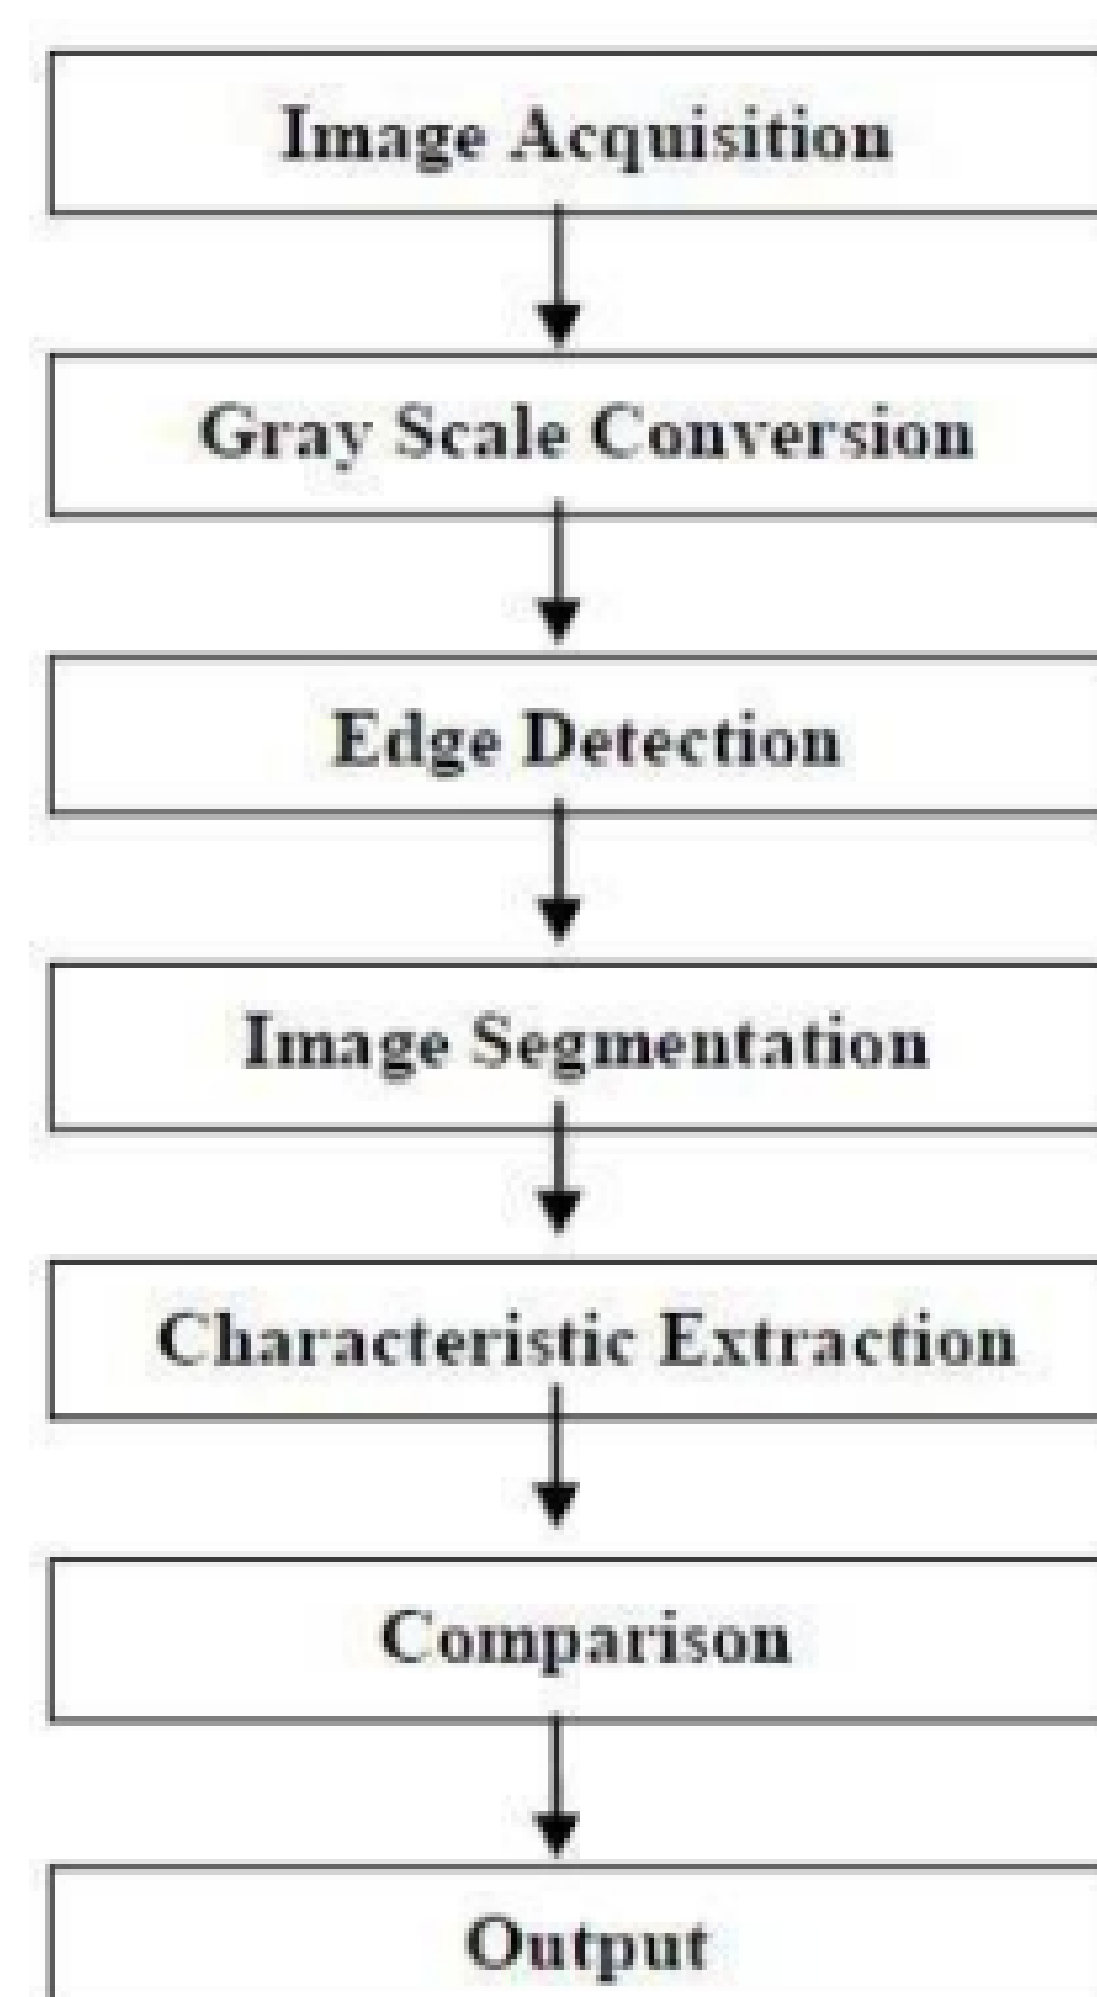 Image Acquisition
Gray Scale Conversion
Edge Detection
Image Segmentation
Characteristic Extraction
Comparison
Output